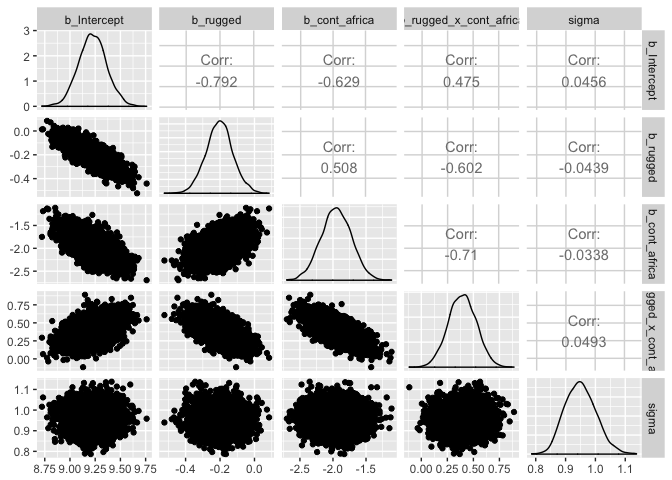 b_Intercept b_rugged b_cont_africa _rugged_x_cont_africa sigma
3
2
1
0
Corr:
-0.792
Corr:
-0.629
Corr:
0.475
Corr:
0.0456
b_Intercept
0.0
-0.2
-0.4
Corr:
0.508
Corr:
-0.602
Corr:
-0.0439
b_rugged
-1.5
-2.0
-2.5
Corr:
-0.71
Corr:
-0.0338
b_cont_africa
0.75
0.50
0.25
0.00
Corr:
0.0493
gged_x_cont_a
1.1
1.0
0.9
0.8
sigma
8.75 9.00 9.25 9.50 9.75 -0.4 -0.2 0.0 -2.5 -2.0 -1.5 0.00 0.25 0.50 0.75 0.8 0.9 1.0 1.1